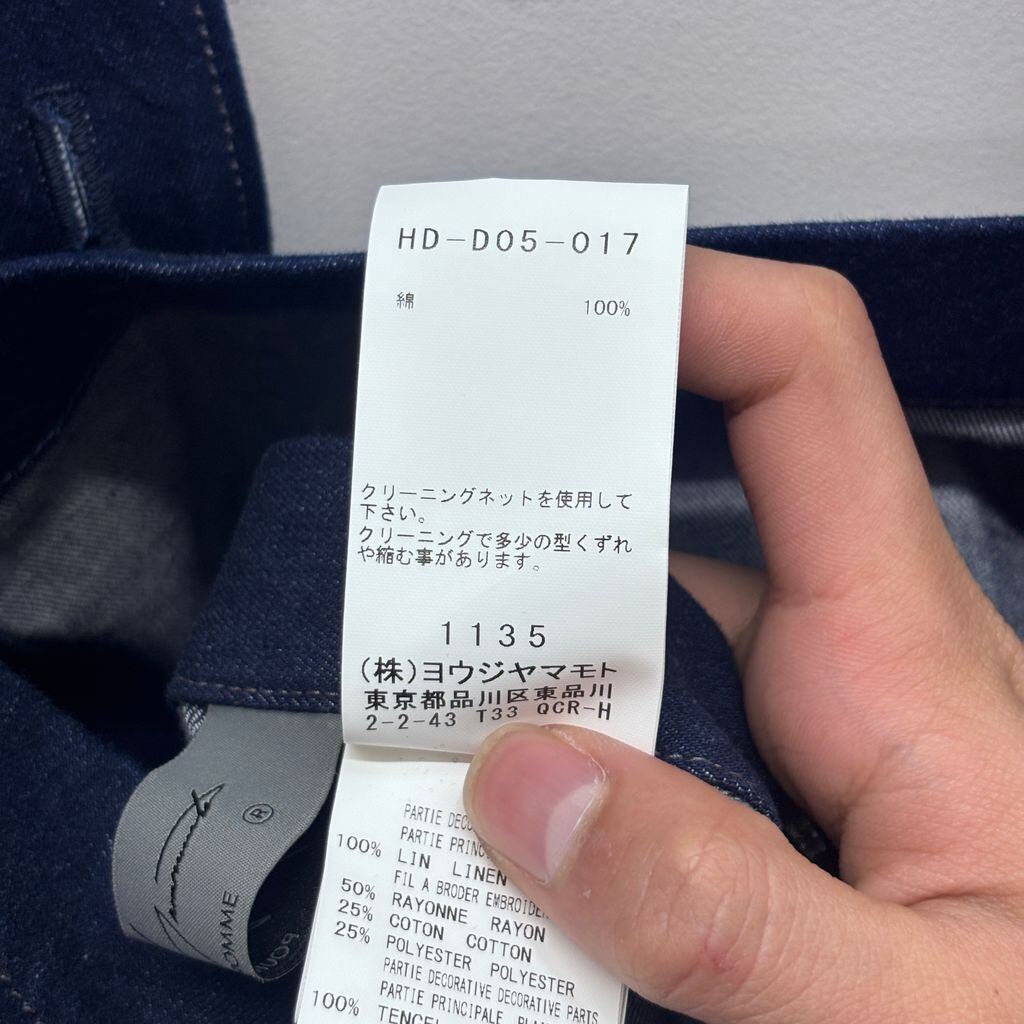 HD-D05-017
綿 100%
クリーニングネットを使用して
下さい。
クリーニングで多少の型くずれ
や縮む事があります。
1135
(株)ヨウジヤマモト
東京都品川区東品川
2-2-43 T33 QCR-H
PARTIE
PARTIE
100% LIN LINEN
FIL A BRODER
50% RAYONNE RAYON
25% COTON COTTON
25% POLYESTER POLYESTER
PARTIE DECORATIVE DECORATIVE PARTS
PARTIE PRINCIPALE
100%
®